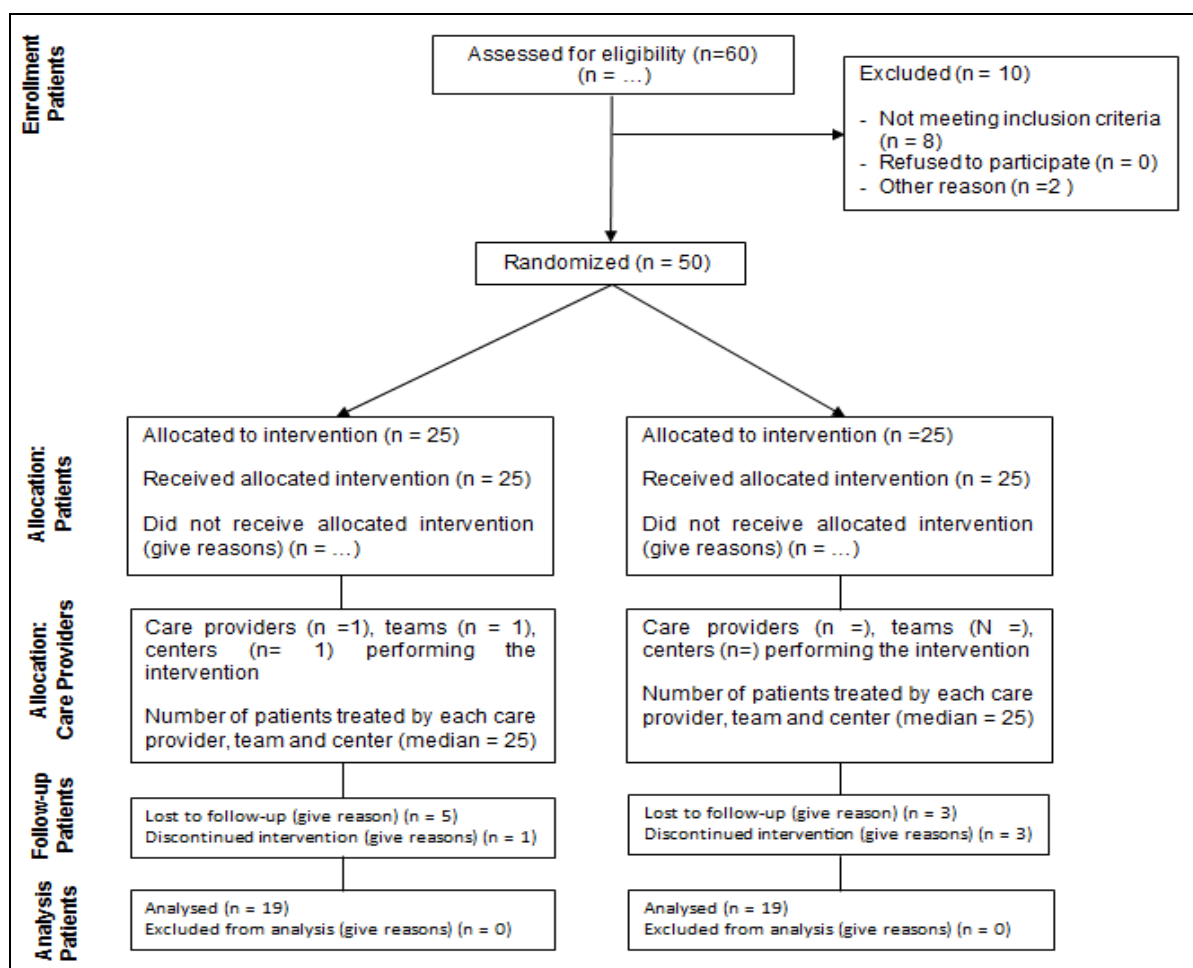 Enrollment
Patients
Assessed for eligibility (n=60)
(n = ...)
Excluded (n = 10)
- Not meeting inclusion criteria
(n = 8)
- Refused to participate (n = 0)
- Other reason (n =2 )
Randomized (n = 50)
Allocation:
Patients
Allocated to intervention (n = 25)
Received allocated intervention (n = 25)
Did not receive allocated intervention
(give reasons) (n = ...)
Allocated to intervention (n =25)
Received allocated intervention (n = 25)
Did not receive allocated intervention
(give reasons) (n = ...)
Allocation:
Care Providers
Care providers (n =1), teams (n = 1),
centers (n= 1) performing the
intervention
Number of patients treated by each care
provider, team and center (median = 25)
Care providers (n =), teams (N =),
centers (n=) performing the intervention
Number of patients treated by each care
provider, team and center (median = 25)
Follow-up
Patients
Lost to follow-up (give reason) (n = 5)
Discontinued intervention (give reasons) (n = 1)
Lost to follow-up (give reason) (n = 3)
Discontinued intervention (give reasons) (n = 3)
Analysis
Patients
Analysed (n = 19)
Excluded from analysis (give reasons) (n = 0)
Analysed (n = 19)
Excluded from analysis (give reasons) (n = 0)